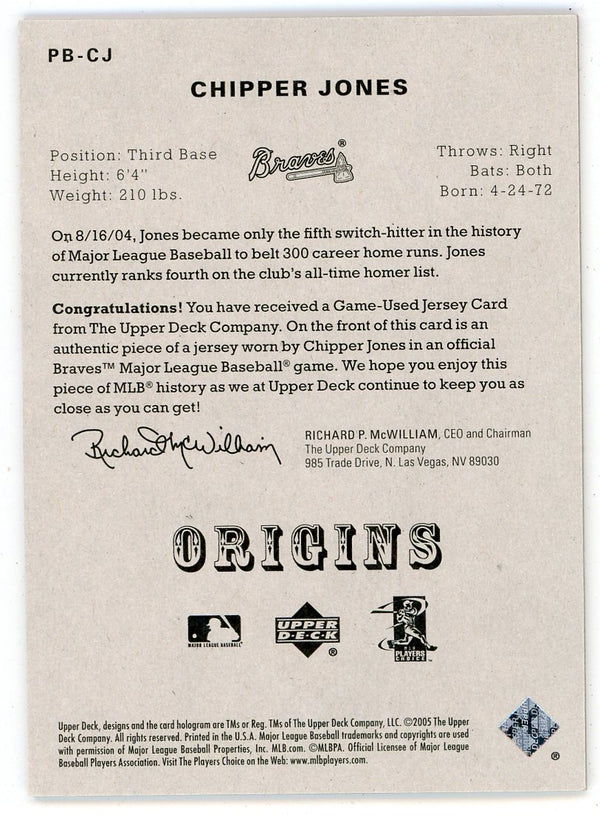 PB-CJ
CHIPPER JONES
Position: Third Base
Height: 6'4"
Weight: 210 lbs.
Braves®
Throws: Right
Bats: Both
Born: 4-24-72
On 8/16/04, Jones became only the fifth switch-hitter in the history
of Major League Baseball to belt 300 career home runs. Jones
currently ranks fourth on the club's all-time homer list.
Congratulations! You have received a Game-Used Jersey Card
from The Upper Deck Company. On the front of this card is an
authentic piece of a jersey worn by Chipper Jones in an official
Braves™ Major League Baseball® game. We hope you enjoy this
piece of MLB® history as we at Upper Deck continue to keep you as
close as you can get!
Richard P. McWilliam
RICHARD P. McWILLIAM, CEO and Chairman
The Upper Deck Company
985 Trade Drive, N. Las Vegas, NV 89030
ORIGINS
MAJOR LEAGUE BASEBALL
UPPER
DECK
®
MLB
PLAYERS
CHOICE
Upper Deck, designs and the card hologram are TMs or Reg. TMs of The Upper Deck Company, LLC. ©2005 The Upper
Deck Company. All rights reserved. Printed in the U.S.A. Major League Baseball trademarks and copyrights are used
with permission of Major League Baseball Properties, Inc. MLB.com. ©MLBPA. Official Licensee of Major League
Baseball Players Association. Visit The Players Choice on the Web: www.mlbplayers.com
®